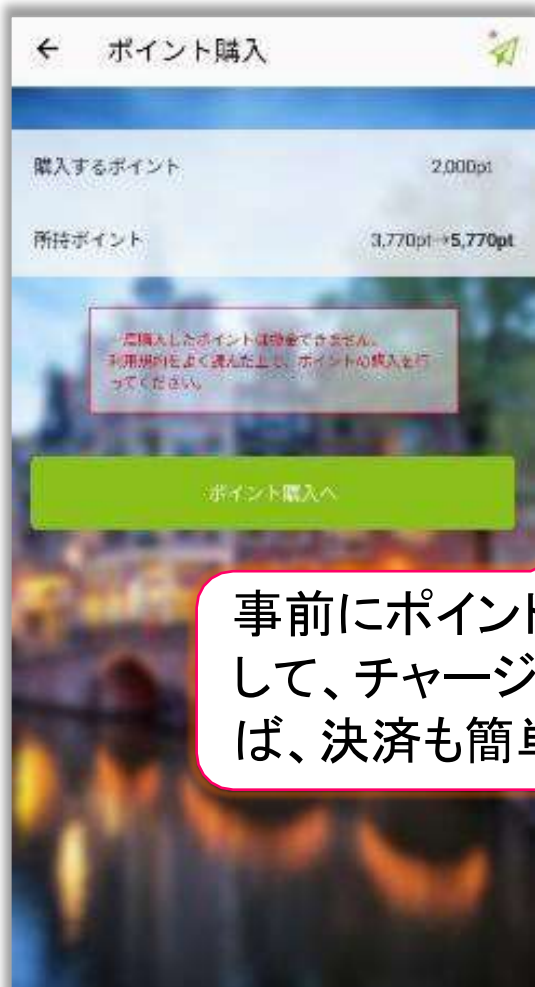 ポイント購入
購入するポイント 2,000pt
所持ポイント 3,770pt→5,770pt
一度購入したポイントは換金できません。
利用規約をよく読んだ上で、ポイントの購入を行
ってください。
ポイント購入へ
事前にポイント
して、チャージ
ば、決済も簡単